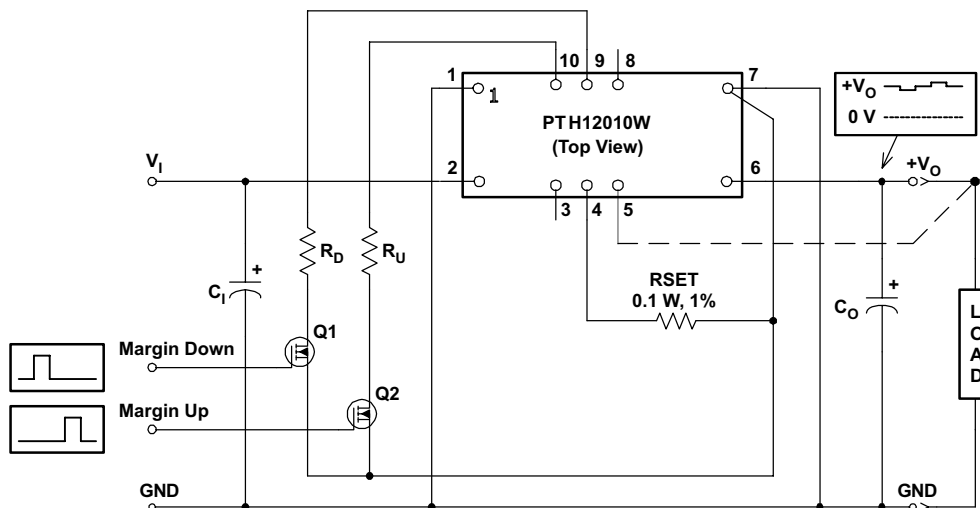 10 9 8
1 1 7
+VO
0 V
PTH12010W
(Top View)
VI
2 6
+VO
3 4 5
RD RU
RSET
0.1 W, 1%
+
CI
+
CO
L
O
A
D
Q1
Margin Down
Q2
Margin Up
GND GND